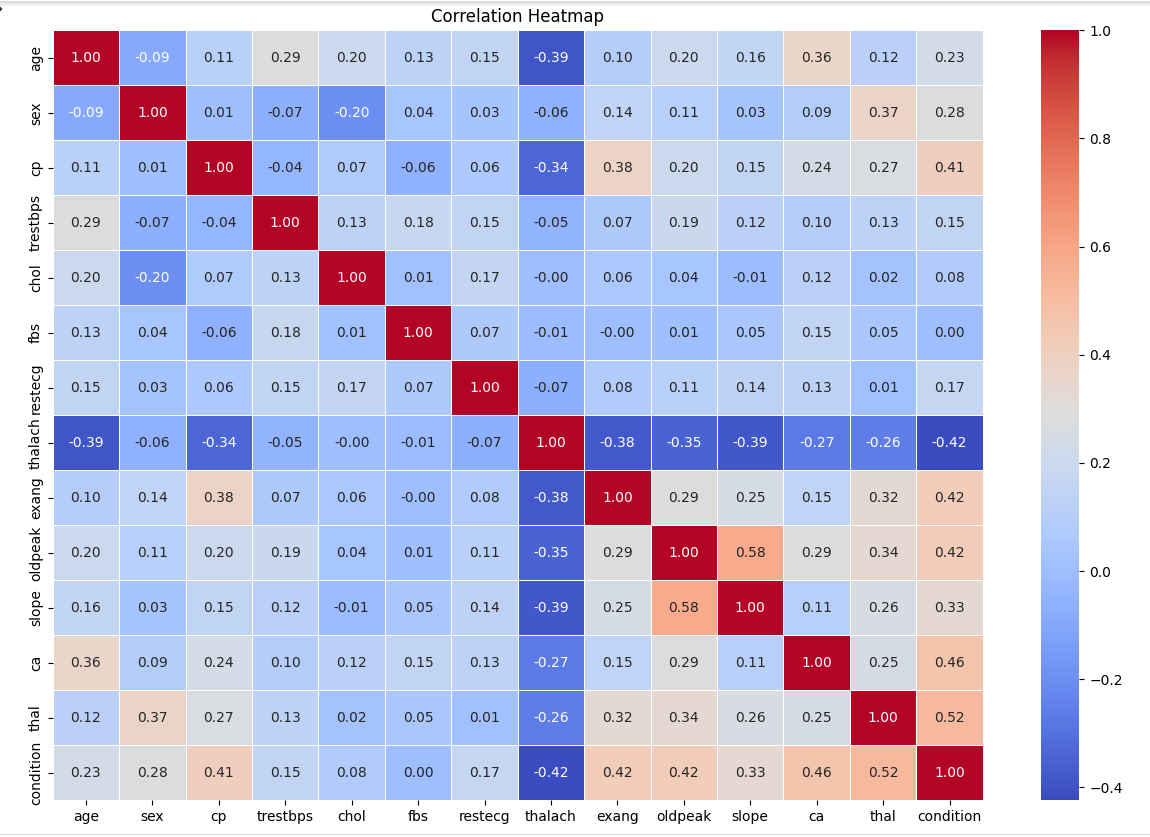 Correlation Heatmap
age 1.00 -0.09 0.11 0.29 0.20 0.13 0.15 -0.39 0.10 0.20 0.16 0.36 0.12 0.23
sex -0.09 1.00 0.01 -0.07 -0.20 0.04 0.03 -0.06 0.14 0.11 0.03 0.09 0.37 0.28
cp 0.11 0.01 1.00 -0.04 0.07 -0.06 0.06 -0.34 0.38 0.20 0.15 0.24 0.27 0.41
trestbps 0.29 -0.07 -0.04 1.00 0.13 0.18 0.15 -0.05 0.07 0.19 0.12 0.10 0.13 0.15
chol 0.20 -0.20 0.07 0.13 1.00 0.01 0.17 -0.00 0.06 0.04 -0.01 0.12 0.02 0.08
fbs 0.13 0.04 -0.06 0.18 0.01 1.00 0.07 -0.01 -0.00 0.01 0.05 0.15 0.05 0.00
restecg 0.15 0.03 0.06 0.15 0.17 0.07 1.00 -0.07 0.08 0.11 0.14 0.13 0.01 0.17
thalach -0.39 -0.06 -0.34 -0.05 -0.00 -0.01 -0.07 1.00 -0.38 -0.35 -0.39 -0.27 -0.26 -0.42
exang 0.10 0.14 0.38 0.07 0.06 -0.00 0.08 -0.38 1.00 0.29 0.25 0.15 0.32 0.42
oldpeak 0.20 0.11 0.20 0.19 0.04 0.01 0.11 -0.35 0.29 1.00 0.58 0.29 0.34 0.42
slope 0.16 0.03 0.15 0.12 -0.01 0.05 0.14 -0.39 0.25 0.58 1.00 0.11 0.26 0.33
ca 0.36 0.09 0.24 0.10 0.12 0.15 0.13 -0.27 0.15 0.29 0.11 1.00 0.25 0.46
thal 0.12 0.37 0.27 0.13 0.02 0.05 0.01 -0.26 0.32 0.34 0.26 0.25 1.00 0.52
condition 0.23 0.28 0.41 0.15 0.08 0.00 0.17 -0.42 0.42 0.42 0.33 0.46 0.52 1.00
age sex cp trestbps chol fbs restecg thalach exang oldpeak slope ca thal condition
1.0
0.8
0.6
0.4
0.2
0.0
−0.2
−0.4